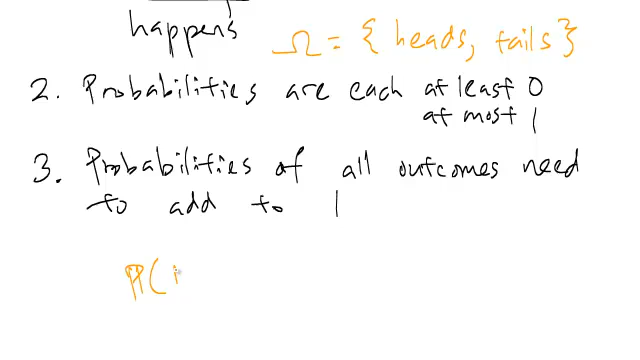 happens
Ω = { heads, tails }
2. Probabilities are each at least 0
at most 1
3. Probabilities of all outcomes need
to add to 1
ℙ(